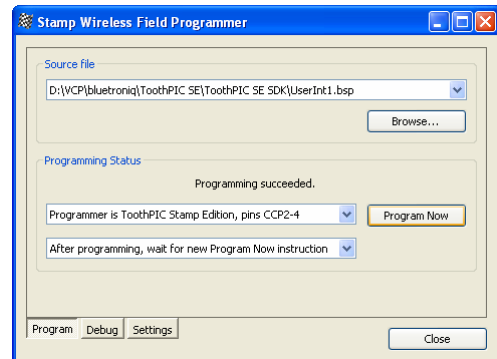 Stamp Wireless Field Programmer
Source file
D:\VCP\bluetroniq\ToothPIC SE\ToothPIC SE SDK\UserInt1.bsp
Browse...
Programming Status
Programming succeeded.
Programmer is ToothPIC Stamp Edition, pins CCP2-4
Program Now
After programming, wait for new Program Now instruction
Program Debug Settings
Close